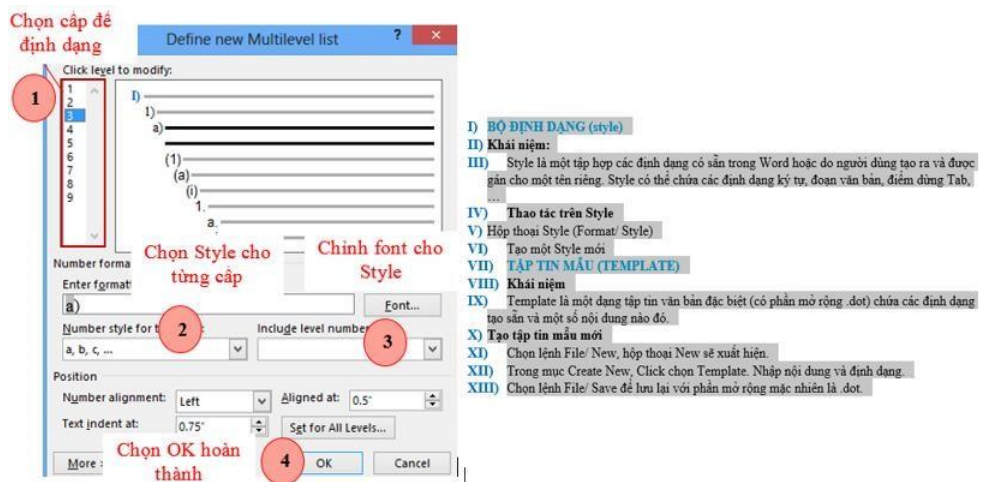 Chọn cấp để
định dạng
Define new Multilevel list
?
×
Click level to modify:
1
1
2
3
4
5
6
7
8
9
I)
1)
a)
(1)
(a)
(i)
1.
a.
Chọn Style cho
từng cấp
Chỉnh font cho
Style
Number forma
Enter format
a)
Font...
Number style for t
2
Include level number
3
a, b, c, ...
Position
Number alignment:
Left
Aligned at:
0.5"
Text indent at:
0.75"
Set for All Levels...
Chọn OK hoàn
thành
More
4
OK
Cancel
I) BỘ ĐỊNH DẠNG (style)
II) Khái niệm:
III) Style là một tập hợp các định dạng có sẵn trong Word hoặc do người dùng tạo ra và được
gán cho một tên riêng. Style có thể chứa các định dạng ký tự, đoạn văn bản, điểm dừng Tab,
…
IV) Thao tác trên Style
V) Hộp thoại Style (Format/ Style)
VI) Tạo một Style mới
VII) TẬP TIN MẪU (TEMPLATE)
VIII) Khái niệm
IX) Template là một dạng tập tin văn bản đặc biệt (có phần mở rộng .dot) chứa các định dạng
tạo sẵn và một số nội dung nào đó.
X) Tạo tập tin mẫu mới
XI) Chọn lệnh File/ New, hộp thoại New sẽ xuất hiện.
XII) Trong mục Create New, Click chọn Template. Nhập nội dung và định dạng.
XIII) Chọn lệnh File/ Save để lưu lại với phần mở rộng mặc nhiên là .dot.